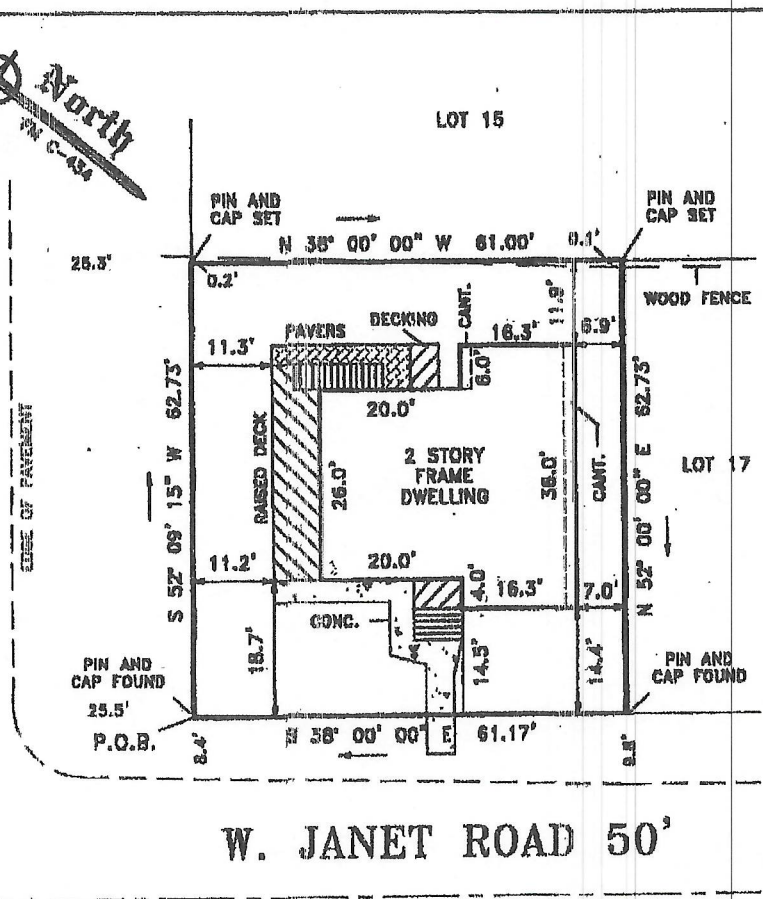 North
LOT 15
PIN AND
CAP SET
PIN AND
CAP SET
N 38° 00' 00" W 61.00'
0.1'
25.3'
0.2'
WOOD FENCE
PAVERS
DECKING
CANT.
11.9'
16.3'
6.9'
11.3'
6.0'
20.0'
S 52° 09' 15" W 62.73'
EDGE OF PAVEMENT
RAISED DECK
26.0'
2 STORY
FRAME
DWELLING
36.0'
CANT.
N 52° 00' 00" E 62.73'
LOT 17
11.2'
20.0'
4.0'
16.3'
7.0'
CONC.
18.7'
14.5'
14.4'
PIN AND
CAP FOUND
PIN AND
CAP FOUND
25.5'
P.O.B.
8.4'
38° 00' 00" E 61.17'
W. JANET ROAD 50'